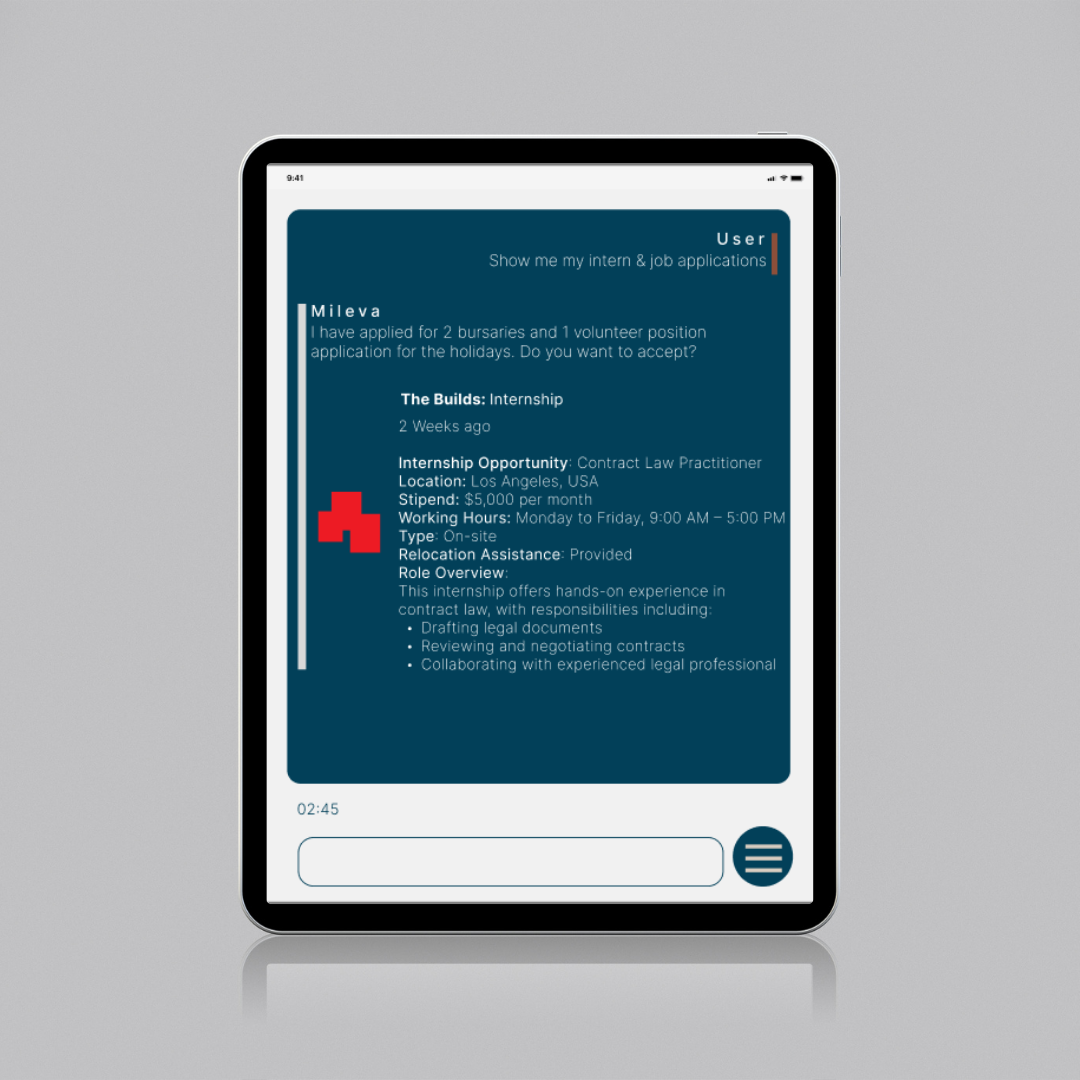 9:41
User
Show me my intern & job applications
Mileva
I have applied for 2 bursaries and 1 volunteer position
application for the holidays. Do you want to accept?
The Builds: Internship
2 Weeks ago
Internship Opportunity: Contract Law Practitioner
Location: Los Angeles, USA
Stipend: $5,000 per month
Working Hours: Monday to Friday, 9:00 AM – 5:00 PM
Type: On-site
Relocation Assistance: Provided
Role Overview:
This internship offers hands-on experience in
contract law, with responsibilities including:
• Drafting legal documents
• Reviewing and negotiating contracts
• Collaborating with experienced legal professional
02:45